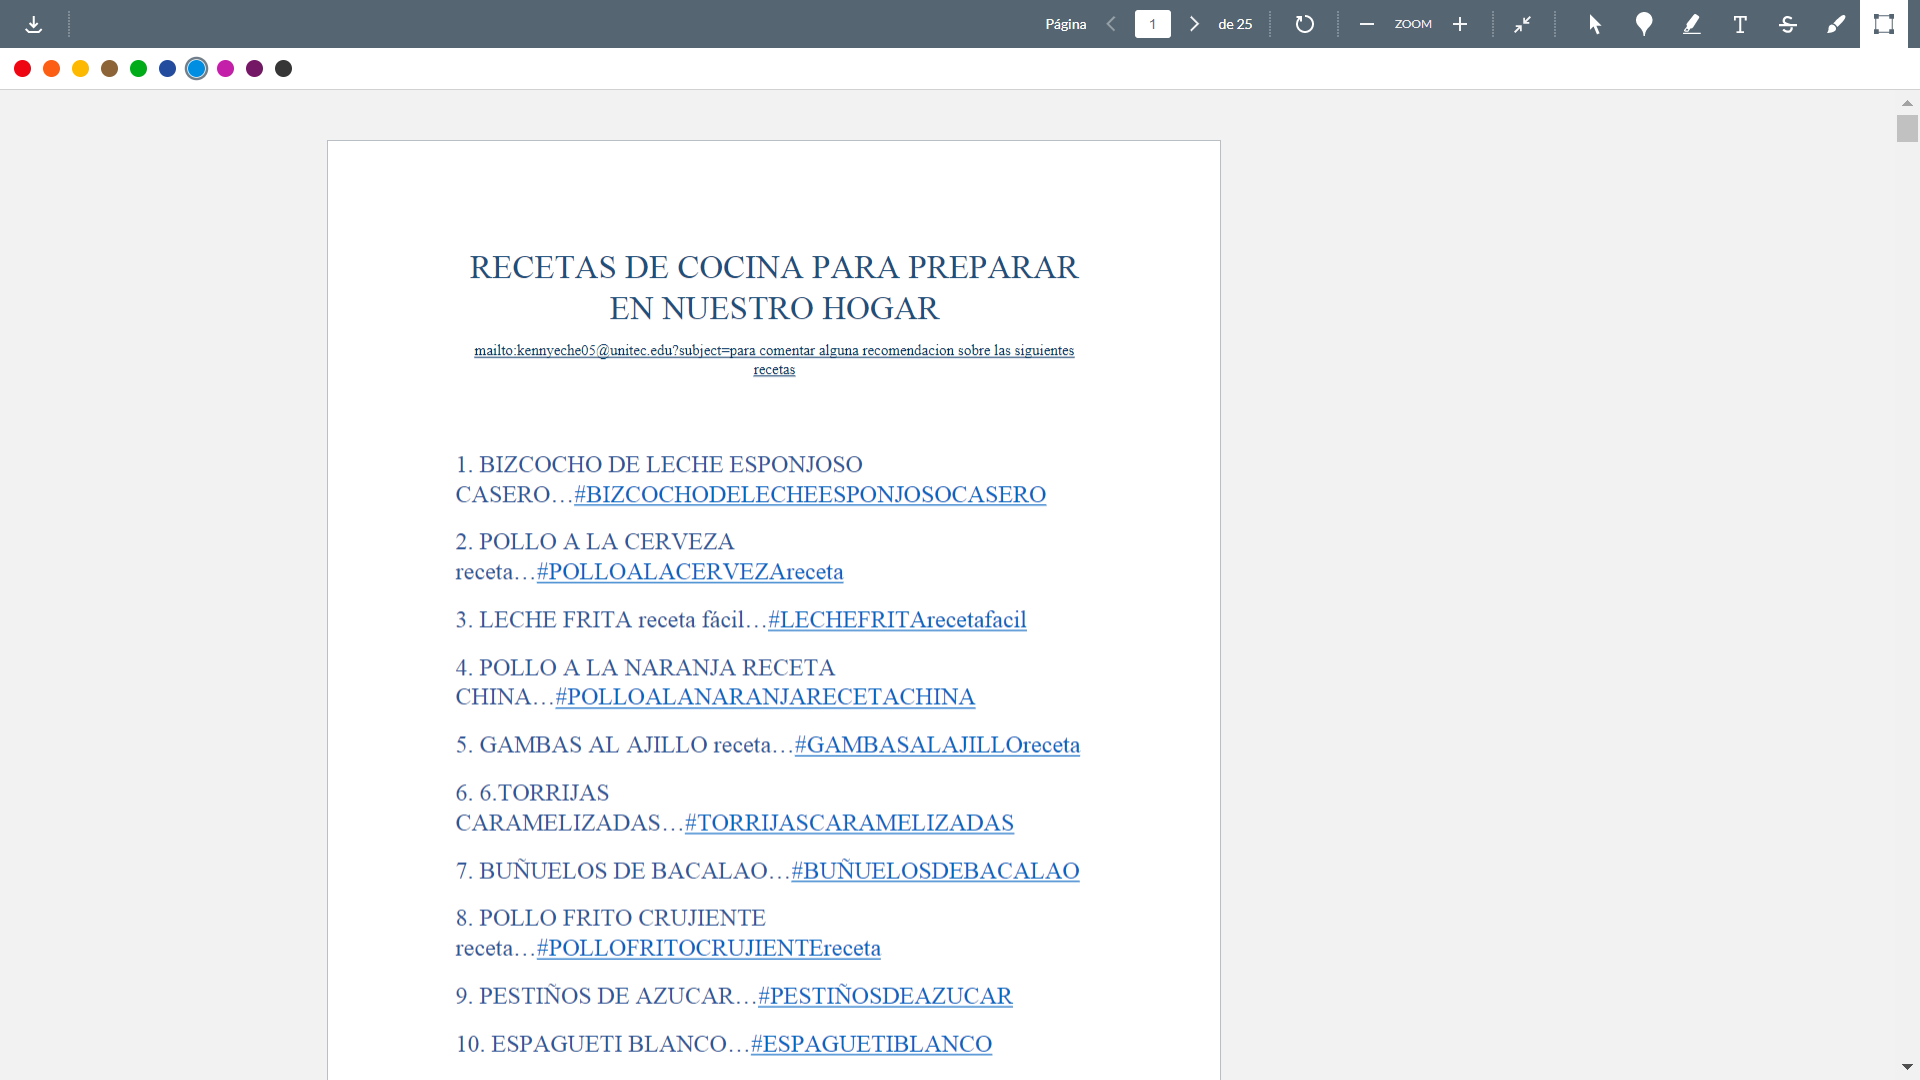 Página 1 de 25 ZOOM
RECETAS DE COCINA PARA PREPARAR
EN NUESTRO HOGAR
mailto:kennyeche05@unitec.edu?subject=para comentar alguna recomendacion sobre las siguientes
recetas
1. BIZCOCHO DE LECHE ESPONJOSO
CASERO…#BIZCOCHODELECHEESPONJOSOCASERO
2. POLLO A LA CERVEZA
receta…#POLLOALACERVEZAreceta
3. LECHE FRITA receta fácil…#LECHEFRITArecetafacil
4. POLLO A LA NARANJA RECETA
CHINA…#POLLOALANARANJARECETACHINA
5. GAMBAS AL AJILLO receta…#GAMBASALAJILLOreceta
6. 6.TORRIJAS
CARAMELIZADAS…#TORRIJASCARAMELIZADAS
7. BUÑUELOS DE BACALAO…#BUÑUELOSDEBACALAO
8. POLLO FRITO CRUJIENTE
receta…#POLLOFRITOCRUJIENTEreceta
9. PESTIÑOS DE AZUCAR…#PESTIÑOSDEAZUCAR
10. ESPAGUETI BLANCO…#ESPAGUETIBLANCO